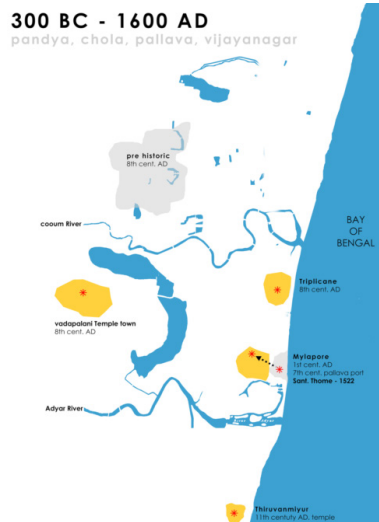 300 BC - 1600 AD
pandya, chola, pallava, vijayanagar
pre historic
8th cent. AD
cooum River
BAY
OF
BENGAL
Triplicane
8th cent. AD
vadapalani Temple town
8th cent. AD
Mylapore
1st cent. AD
7th cent. pallava port
Sant. Thome - 1522
Adyar River
Thiruvanmiyur
11th centuty AD, temple